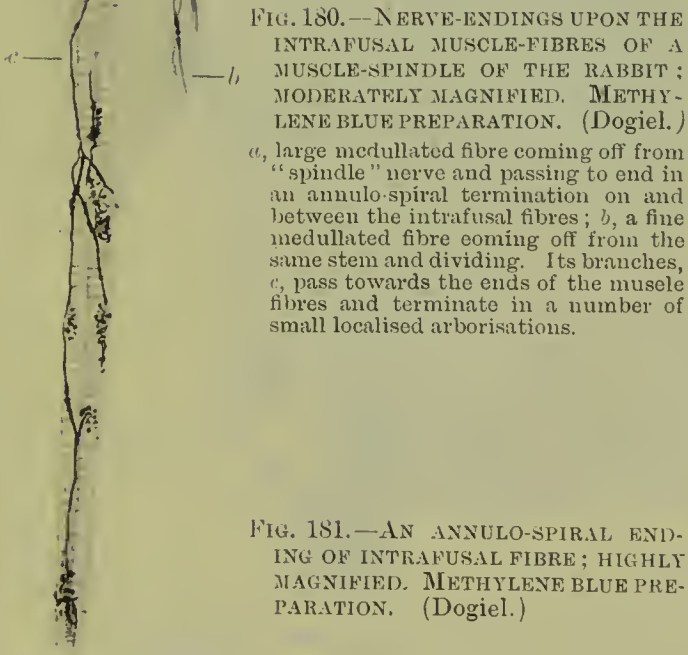 FIG. 180.—NERVE-ENDINGS UPON THE
INTRAFUSAL MUSCLE-FIBRES OF A
MUSCLE-SPINDLE OF THE RABBIT;
MODERATELY MAGNIFIED. METHY-
LENE BLUE PREPARATION. (Dogiel.)
a, large medullated fibre coming off from
“spindle” nerve and passing to end in
an annulo-spiral termination on and
between the intrafusal fibres; b, a fine
medullated fibre coming off from the
same stem and dividing. Its branches,
c, pass towards the ends of the muscle
fibres and terminate in a number of
small localised arborisations.
c
b
FIG. 181.—AN ANNULO-SPIRAL END-
ING OF INTRAFUSAL FIBRE; HIGHLY
MAGNIFIED. METHYLENE BLUE PRE-
PARATION. (Dogiel.)